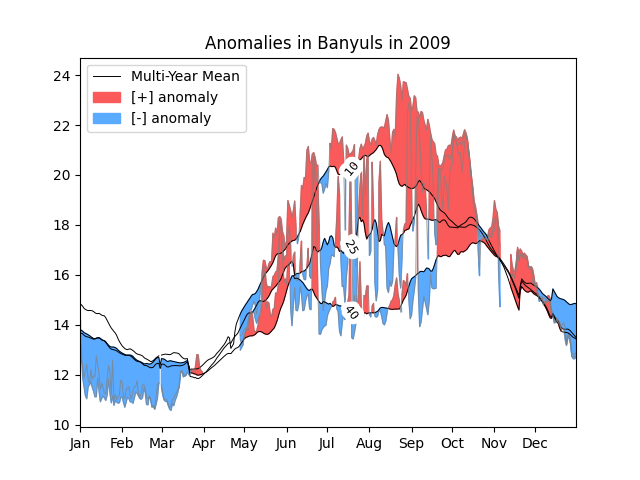 Anomalies in Banyuls in 2009
Multi-Year Mean
[+] anomaly
[-] anomaly
24
22
20
18
16
14
12
10
10
25
40
Jan Feb Mar Apr May Jun Jul Aug Sep Oct Nov Dec